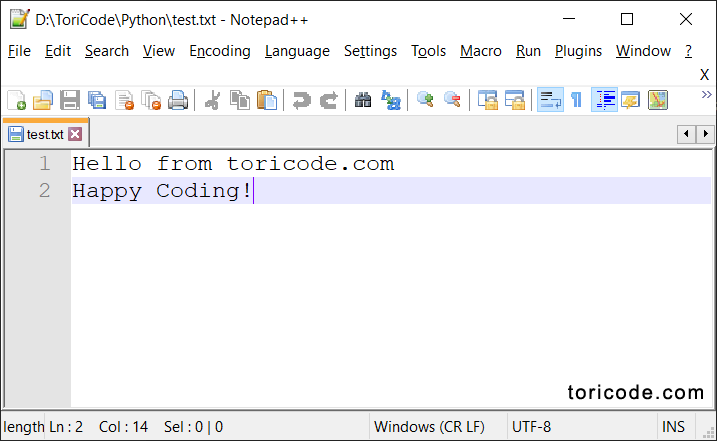 D:\ToriCode\Python\test.txt - Notepad++
File Edit Search View Encoding Language Settings Tools Macro Run Plugins Window ?
X
test.txt
1 Hello from toricode.com
2 Happy Coding!
toricode.com
length Ln : 2 Col : 14 Sel : 0 | 0 Windows (CR LF) UTF-8 INS